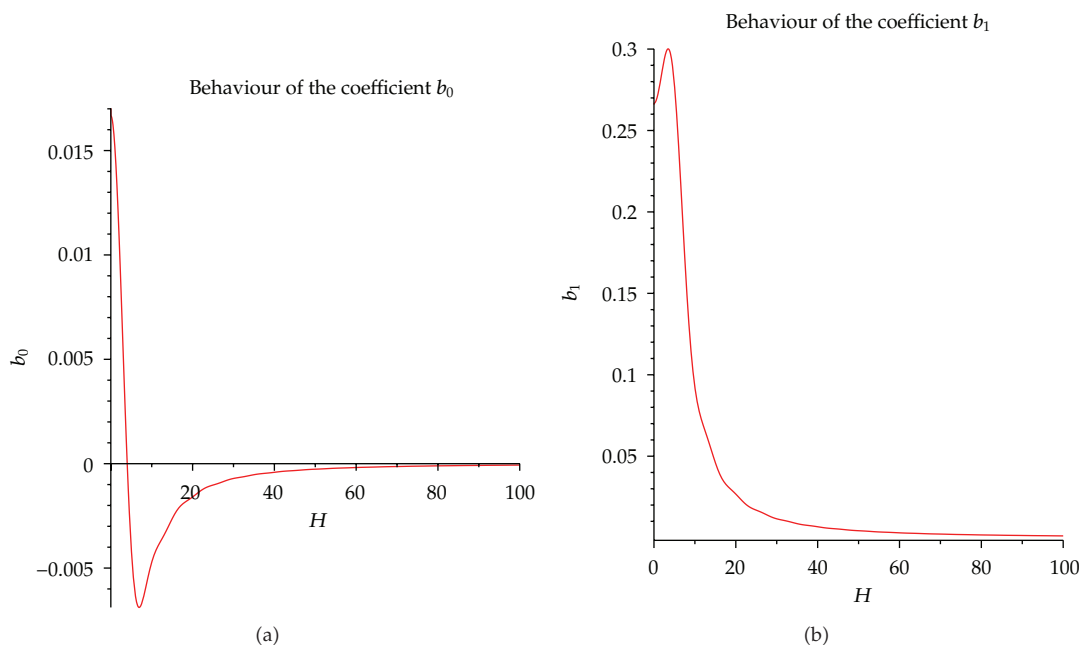 Behaviour of the coefficient b₀
0.015
0.01
0.005
0
−0.005
b₀
20
40
60
80
100
H
(a)
Behaviour of the coefficient b₁
0.3
0.25
0.2
0.15
0.1
0.05
b₁
0
20
40
60
80
100
H
(b)